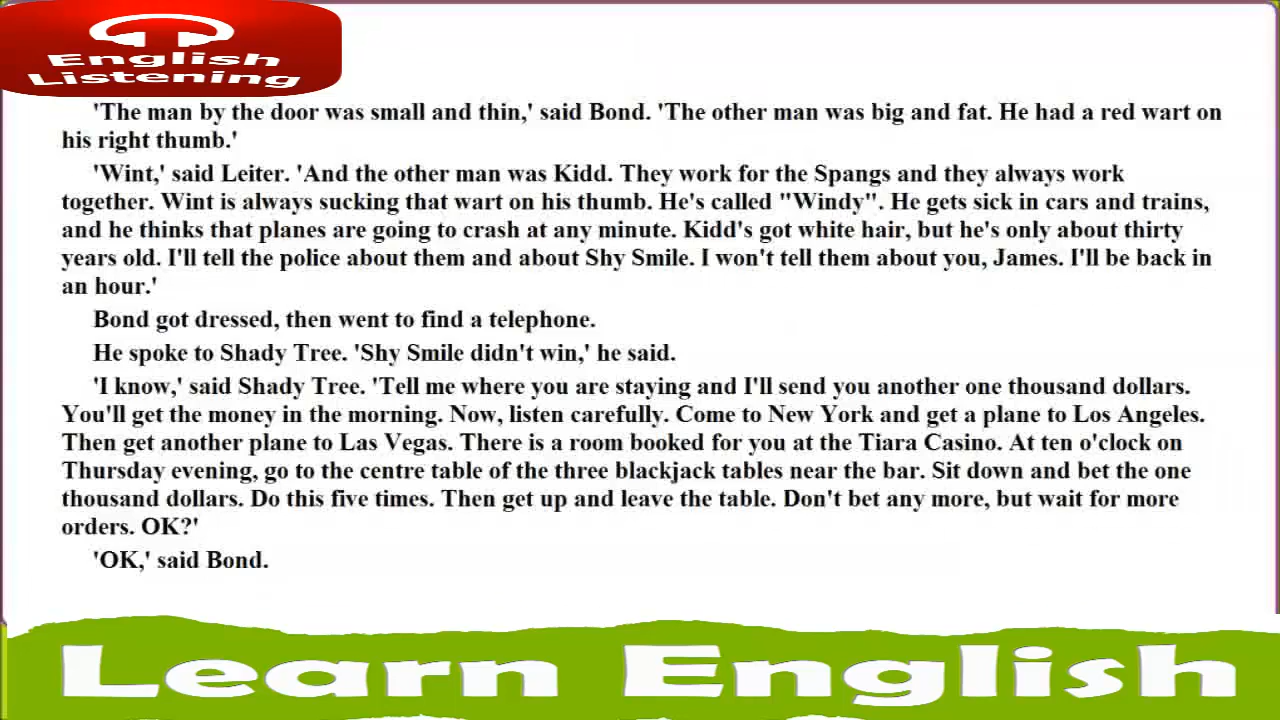 English
Listening
'The man by the door was small and thin,' said Bond. 'The other man was big and fat. He had a red wart on
his right thumb.'
'Wint,' said Leiter. 'And the other man was Kidd. They work for the Spangs and they always work
together. Wint is always sucking that wart on his thumb. He's called "Windy". He gets sick in cars and trains,
and he thinks that planes are going to crash at any minute. Kidd's got white hair, but he's only about thirty
years old. I'll tell the police about them and about Shy Smile. I won't tell them about you, James. I'll be back in
an hour.'
Bond got dressed, then went to find a telephone.
He spoke to Shady Tree. 'Shy Smile didn't win,' he said.
'I know,' said Shady Tree. 'Tell me where you are staying and I'll send you another one thousand dollars.
You'll get the money in the morning. Now, listen carefully. Come to New York and get a plane to Los Angeles.
Then get another plane to Las Vegas. There is a room booked for you at the Tiara Casino. At ten o'clock on
Thursday evening, go to the centre table of the three blackjack tables near the bar. Sit down and bet the one
thousand dollars. Do this five times. Then get up and leave the table. Don't bet any more, but wait for more
orders. OK?'
'OK,' said Bond.
Learn English